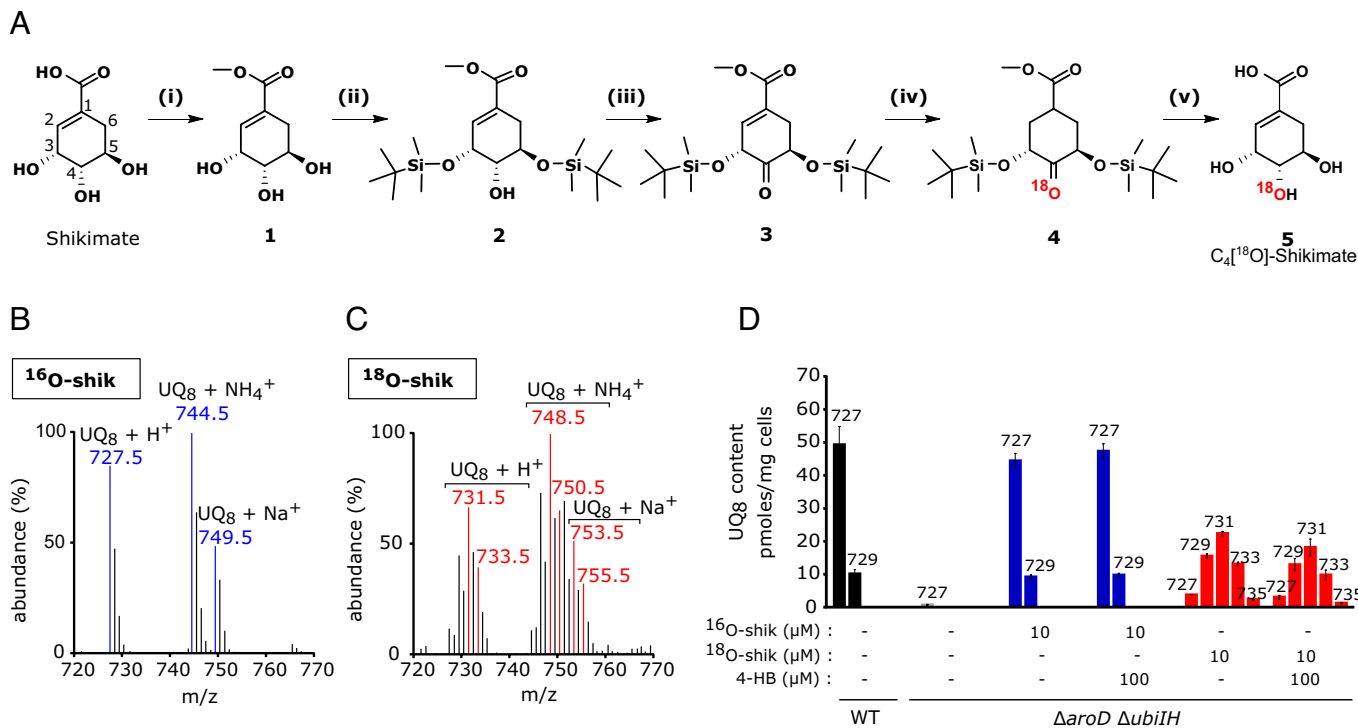 A
(i) (ii) (iii) (iv) (v)
HO O O O O O O O O HO O
1
2 6
3 5
4
HO OH OH
HO OH OH
Si O O Si OH
Si O O Si O
Si O O Si ¹⁸O
HO OH ¹⁸OH
Shikimate 1 2 3 4 5
C₄[¹⁸O]-Shikimate
B
¹⁶O-shik
UQ₈ + NH₄⁺
744.5
UQ₈ + H⁺
727.5
UQ₈ + Na⁺
749.5
abundance (%)
100
50
0
720 730 740 750 760 770
m/z
C
¹⁸O-shik
UQ₈ + NH₄⁺
748.5
UQ₈ + H⁺
731.5
750.5
UQ₈ + Na⁺
733.5
753.5
755.5
abundance (%)
100
50
0
720 730 740 750 760 770
m/z
D
UQ8 content
pmoles/mg cells
70
60
50
40
30
20
10
0
727 729 727 727 729 727 729 727 729 731 733 735 727 729 731 733 735
¹⁶O-shik (µM) : - - 10 10 - -
¹⁸O-shik (µM) : - - - - 10 10
4-HB (µM) : - - - 100 - 100
WT ΔaroD ΔubiIH